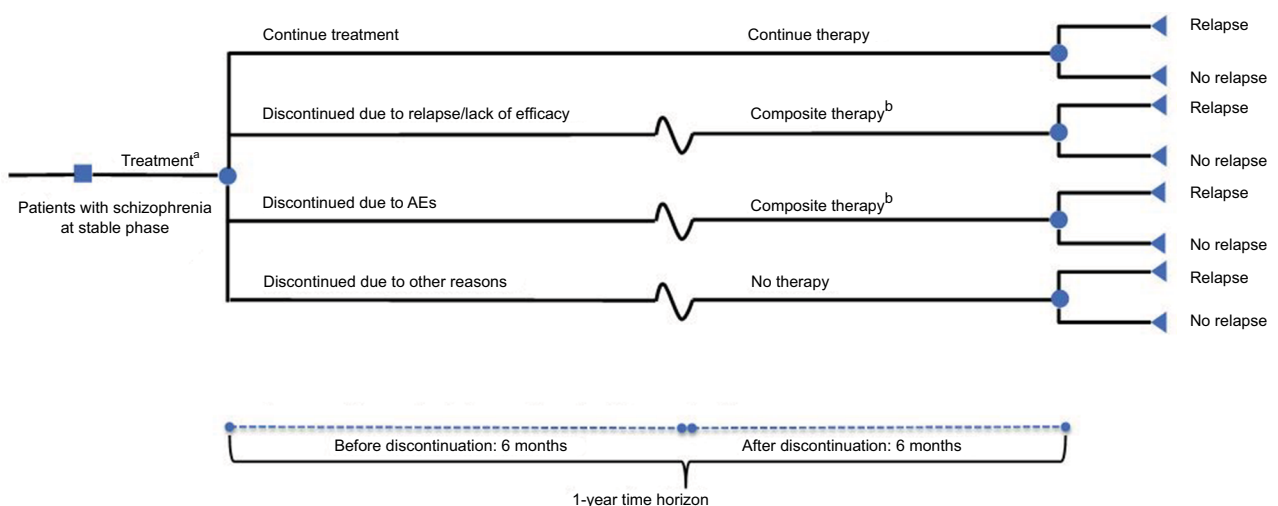 Continue treatment Continue therapy Relapse
No relapse
Discontinued due to relapse/lack of efficacy Composite therapyb Relapse
No relapse
Treatmenta
Patients with schizophrenia
at stable phase
Discontinued due to AEs Composite therapyb Relapse
No relapse
Discontinued due to other reasons No therapy Relapse
No relapse
Before discontinuation: 6 months After discontinuation: 6 months
1-year time horizon